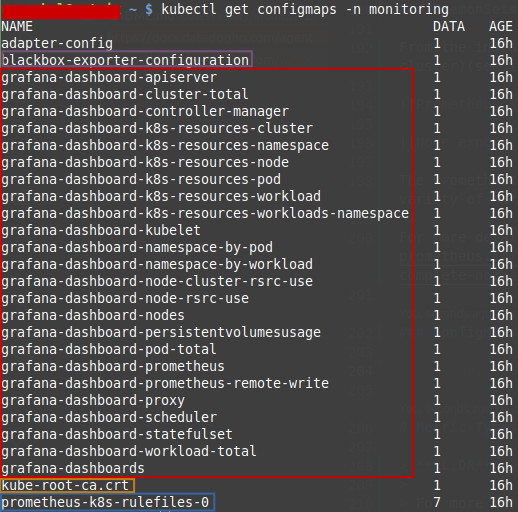 ~ $ kubectl get configmaps -n monitoring
NAME DATA AGE
adapter-config 1 16h
blackbox-exporter-configuration 1 16h
grafana-dashboard-apiserver 1 16h
grafana-dashboard-cluster-total 1 16h
grafana-dashboard-controller-manager 1 16h
grafana-dashboard-k8s-resources-cluster 1 16h
grafana-dashboard-k8s-resources-namespace 1 16h
grafana-dashboard-k8s-resources-node 1 16h
grafana-dashboard-k8s-resources-pod 1 16h
grafana-dashboard-k8s-resources-workload 1 16h
grafana-dashboard-k8s-resources-workloads-namespace 1 16h
grafana-dashboard-kubelet 1 16h
grafana-dashboard-namespace-by-pod 1 16h
grafana-dashboard-namespace-by-workload 1 16h
grafana-dashboard-node-cluster-rsrc-use 1 16h
grafana-dashboard-node-rsrc-use 1 16h
grafana-dashboard-nodes 1 16h
grafana-dashboard-persistentvolumesusage 1 16h
grafana-dashboard-pod-total 1 16h
grafana-dashboard-prometheus 1 16h
grafana-dashboard-prometheus-remote-write 1 16h
grafana-dashboard-proxy 1 16h
grafana-dashboard-scheduler 1 16h
grafana-dashboard-statefulset 1 16h
grafana-dashboard-workload-total 1 16h
grafana-dashboards 1 16h
kube-root-ca.crt 1 16h
prometheus-k8s-rulefiles-0 7 16h